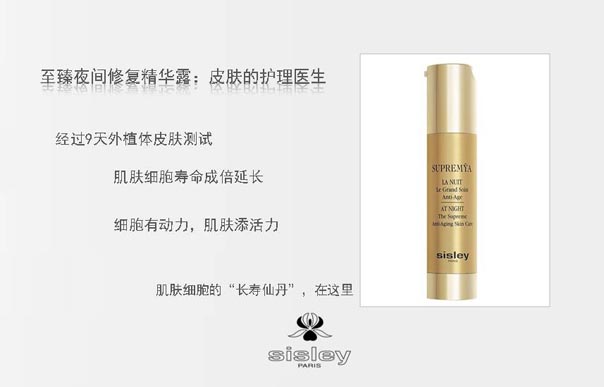 至臻夜间修复精华露：皮肤的护理医生
经过9天外植体皮肤测试
肌肤细胞寿命成倍延长
细胞有动力，肌肤添活力
肌肤细胞的“长寿仙丹”，在这里
SUPREMŸA
LA NUIT
Le Grand Soin
Anti-Age
AT NIGHT
The Supreme
Anti-Aging Skin Care
sisley
PARIS
sisley
PARIS